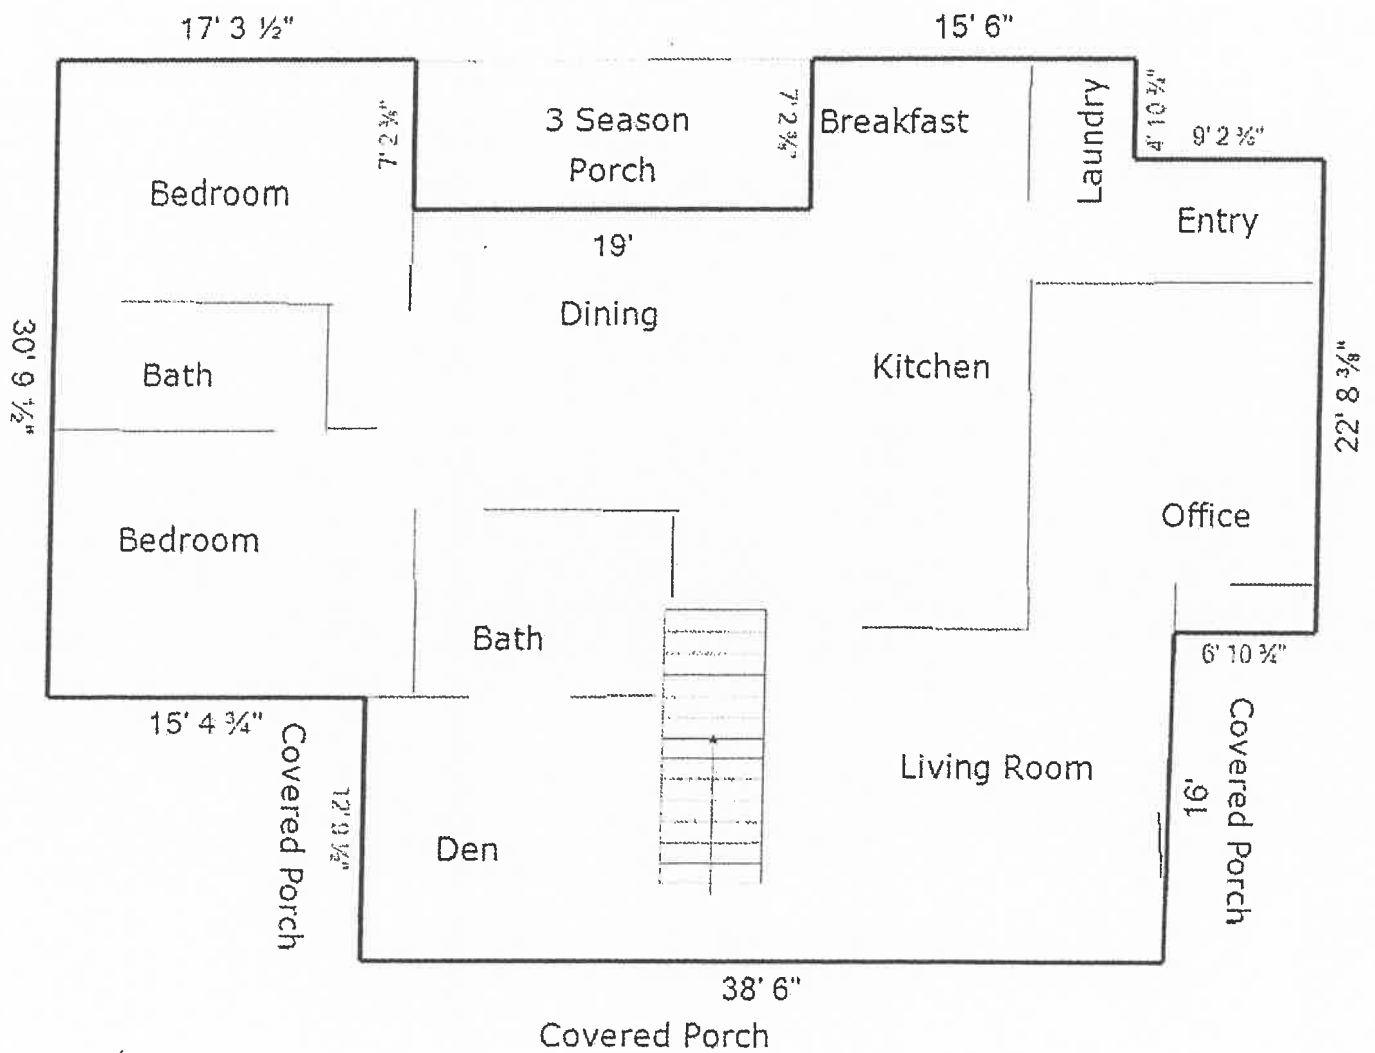 17' 3 ½"
15' 6"
7' 2 ⅜"
3 Season
Porch
7' 2 ⅜"
Breakfast
Laundry
4' 10 ¼"
9' 2 ⅜"
Bedroom
Entry
19'
Dining
30' 9 ½"
Bath
Kitchen
22' 8 ⅜"
Bedroom
Office
Bath
6' 10 ¾"
15' 4 ¾"
Covered Porch
Living Room
16'
Covered Porch
Den
38' 6"
Covered Porch